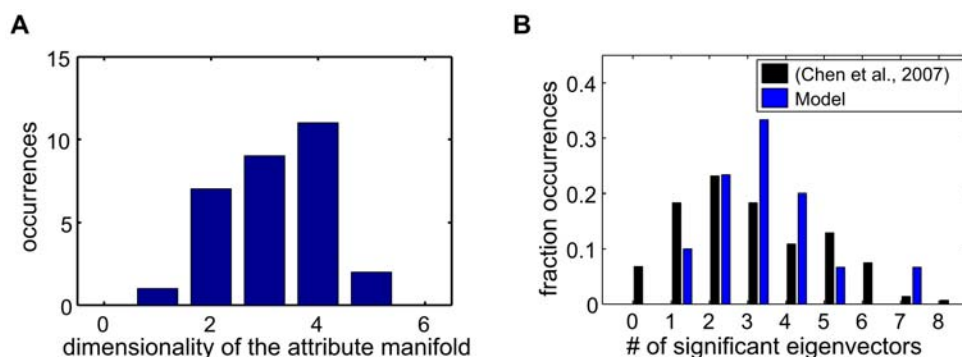 A
15
10
5
0
occurrences
0 2 4 6
dimensionality of the attribute manifold
B
0.4
0.3
0.2
0.1
0
fraction occurrences
(Chen et al., 2007)
Model
0 1 2 3 4 5 6 7 8
# of significant eigenvectors